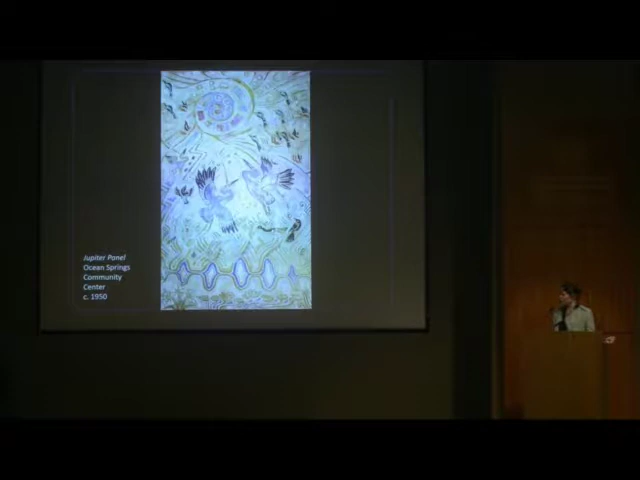 Jupiter Panel
Ocean Springs
Community
Center
c. 1950